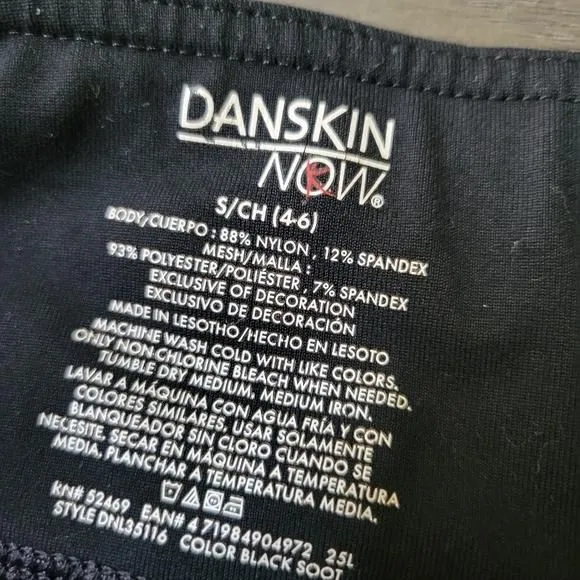 DANSKIN
NOW®
S/CH (4-6)
BODY/CUERPO : 88% NYLON , 12% SPANDEX
MESH/MALLA :
93% POLYESTER/POLIÉSTER , 7% SPANDEX
EXCLUSIVE OF DECORATION
EXCLUSIVO DE DECORACIÓN
MADE IN LESOTHO/HECHO EN LESOTO
MACHINE WASH COLD WITH LIKE COLORS.
ONLY NON CHLORINE BLEACH WHEN NEEDED.
TUMBLE DRY MEDIUM, MEDIUM IRON.
LAVAR A MÁQUINA CON AGUA FRÍA Y CON
COLORES SIMILARES, USAR SOLAMENTE
BLANQUEADOR SIN CLORO CUANDO SE
NECESITE, SECAR EN MÁQUINA A TEMPERATURA
MEDIA, PLANCHAR A TEMPERATURA MEDIA.
RN# 52469 EAN# 4 71984904972 25L
STYLE DNL35116 COLOR BLACK SOOT